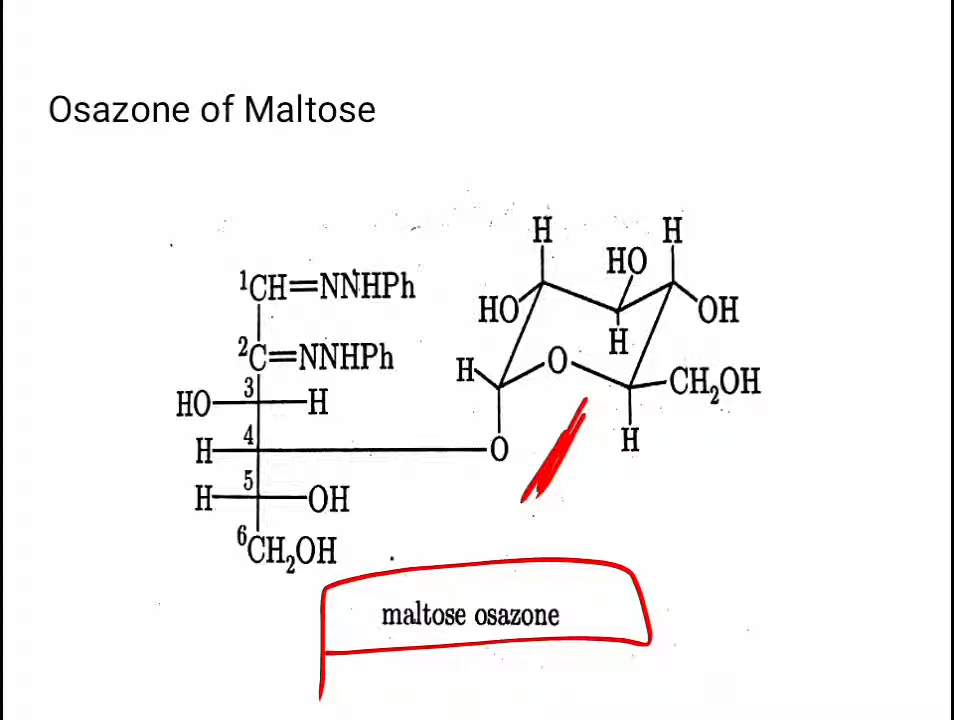 Osazone of Maltose
H H
HO
¹CH=NNHPh
HO OH
H
²C=NNHPh
H O CH₂OH
3
HO H
4
H O H
5
H OH
⁶CH₂OH
maltose osazone